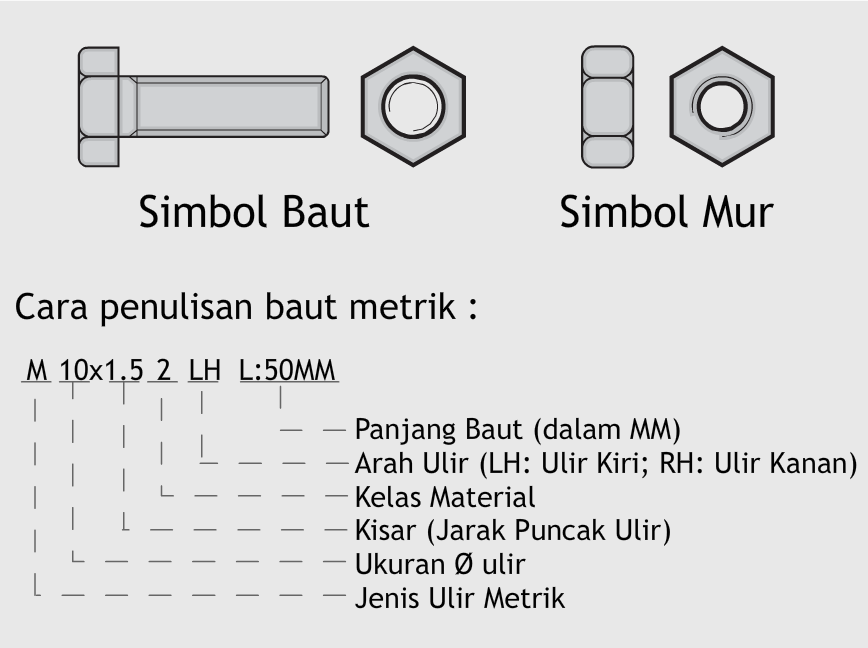 Simbol Baut
Simbol Mur
Cara penulisan baut metrik :
M 10x1.5 2 LH L:50MM
Panjang Baut (dalam MM)
Arah Ulir (LH: Ulir Kiri; RH: Ulir Kanan)
Kelas Material
Kisar (Jarak Puncak Ulir)
Ukuran Ø ulir
Jenis Ulir Metrik